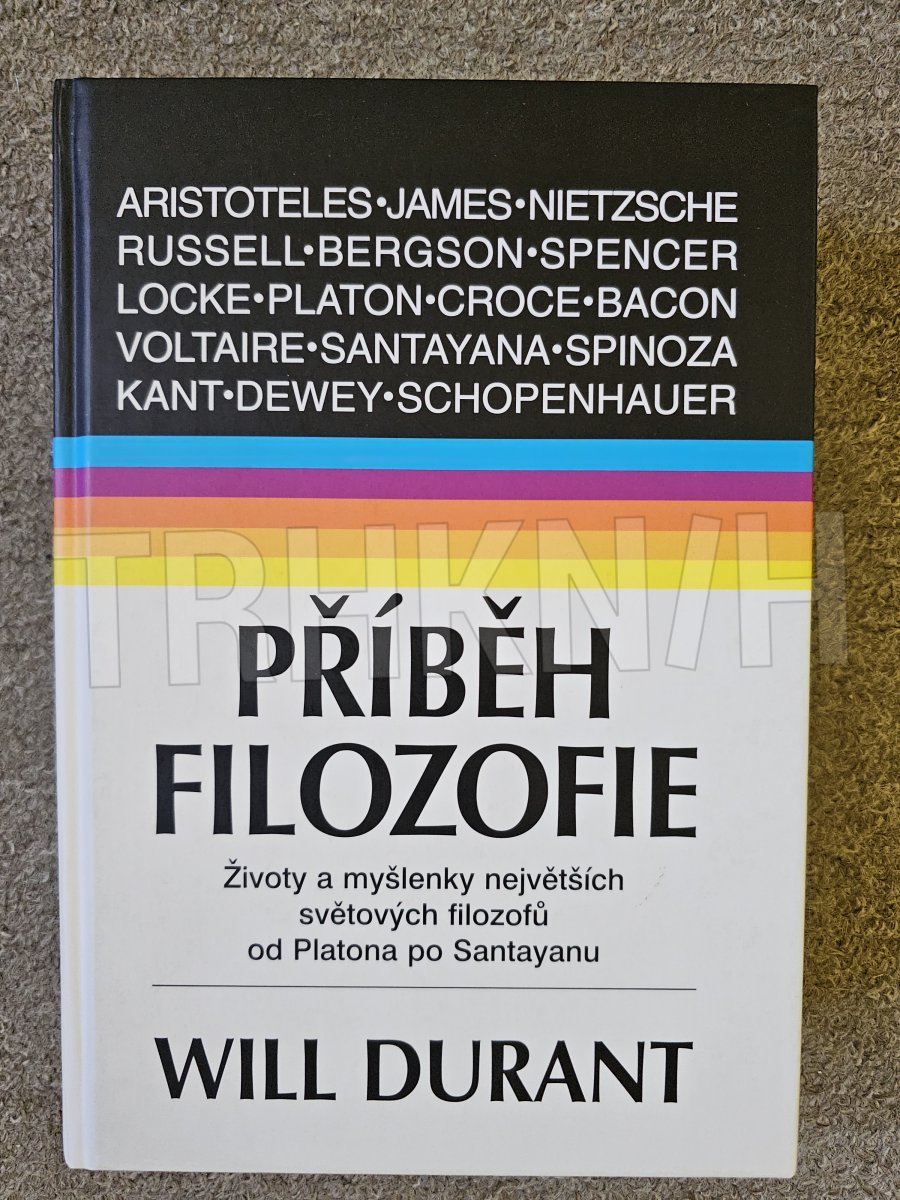 ARISTOTELES•JAMES•NIETZSCHE
RUSSELL•BERGSON•SPENCER
LOCKE•PLATON•CROCE•BACON
VOLTAIRE•SANTAYANA•SPINOZA
KANT•DEWEY•SCHOPENHAUER
TRHKN/H
PŘÍBĚH
FILOZOFIE
Životy a myšlenky největších
světových filozofů
od Platona po Santayanu
WILL DURANT